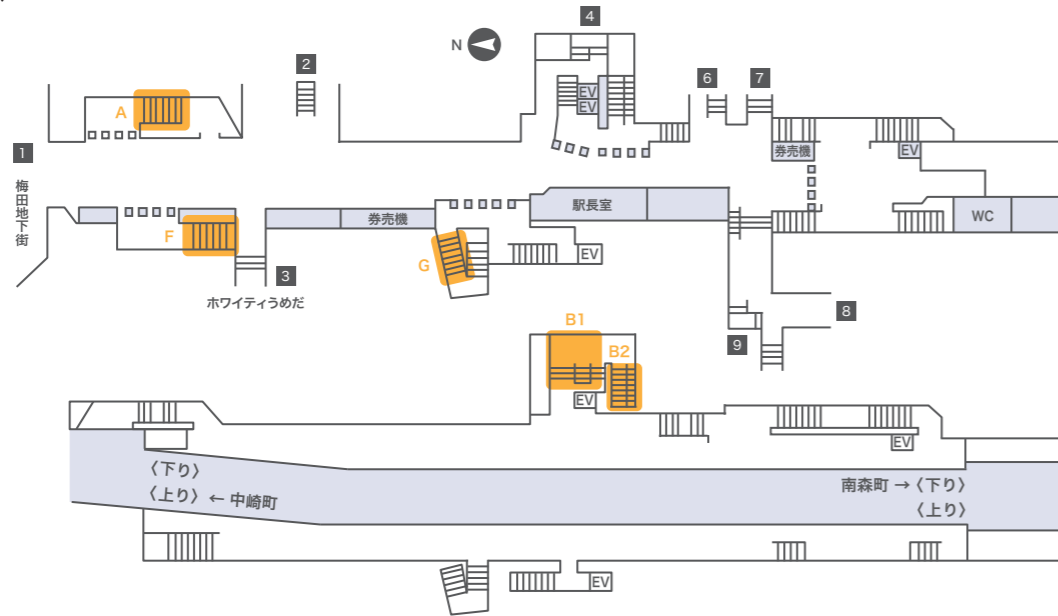 4
N
2
6
7
A
EV
EV
1
券売機
EV
梅田地下街
駅長室
WC
券売機
F
G
EV
3
ホワイティうめだ
8
B1
9
B2
EV
EV
〈下り〉
〈上り〉 ← 中崎町
南森町 → 〈下り〉
〈上り〉
EV